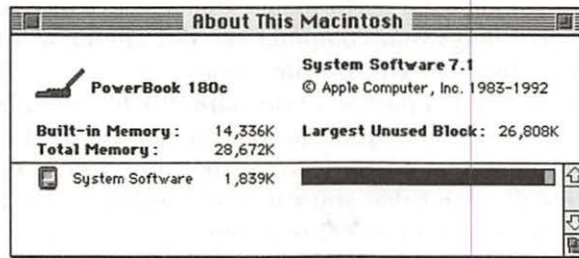 About This Macintosh
System Software 7.1
PowerBook 180c © Apple Computer, Inc. 1983-1992
Built-in Memory: 14,336K Largest Unused Block: 26,808K
Total Memory: 28,672K
System Software 1,839K